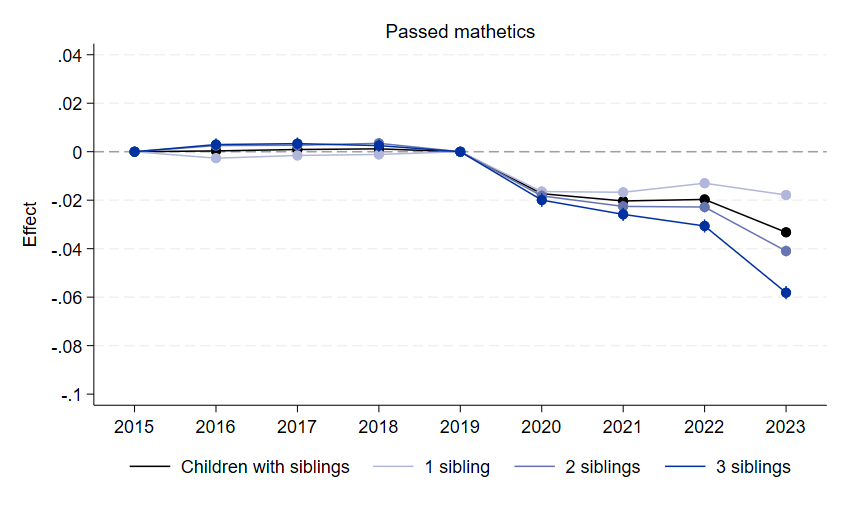 Passed mathetics
.04
.02
0
-.02
-.04
-.06
-.08
-.1
Effect
2015 2016 2017 2018 2019 2020 2021 2022 2023
Children with siblings 1 sibling 2 siblings 3 siblings